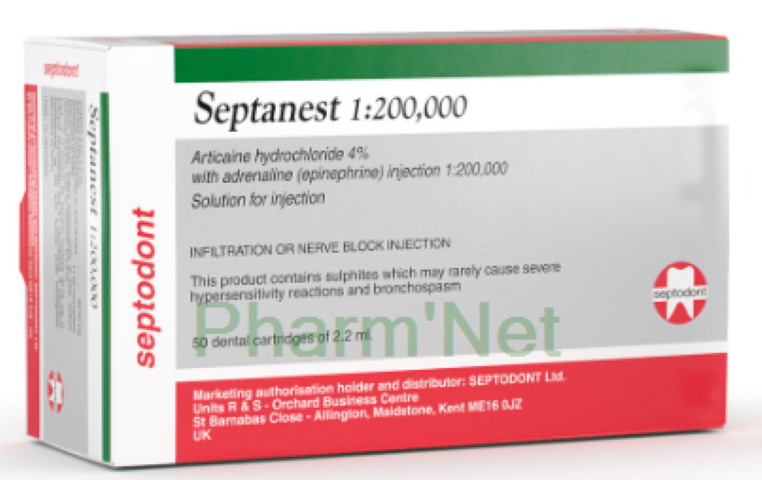 septodont
Septanest 1:200,000
septodont
Septanest 1:200,000
Articaine hydrochloride 4%
with adrenaline (epinephrine) injection 1:200,000
Solution for injection
INFILTRATION OR NERVE BLOCK INJECTION
This product contains sulphites which may rarely cause severe
hypersensitivity reactions and bronchospasm
Pharm'Net
50 dental cartridges of 2.2 ml.
septodont
Marketing authorisation holder and distributor: SEPTODONT Ltd.
Units R & S - Orchard Business Centre
St Barnabas Close - Allington, Maidstone, Kent ME16 0JZ
UK